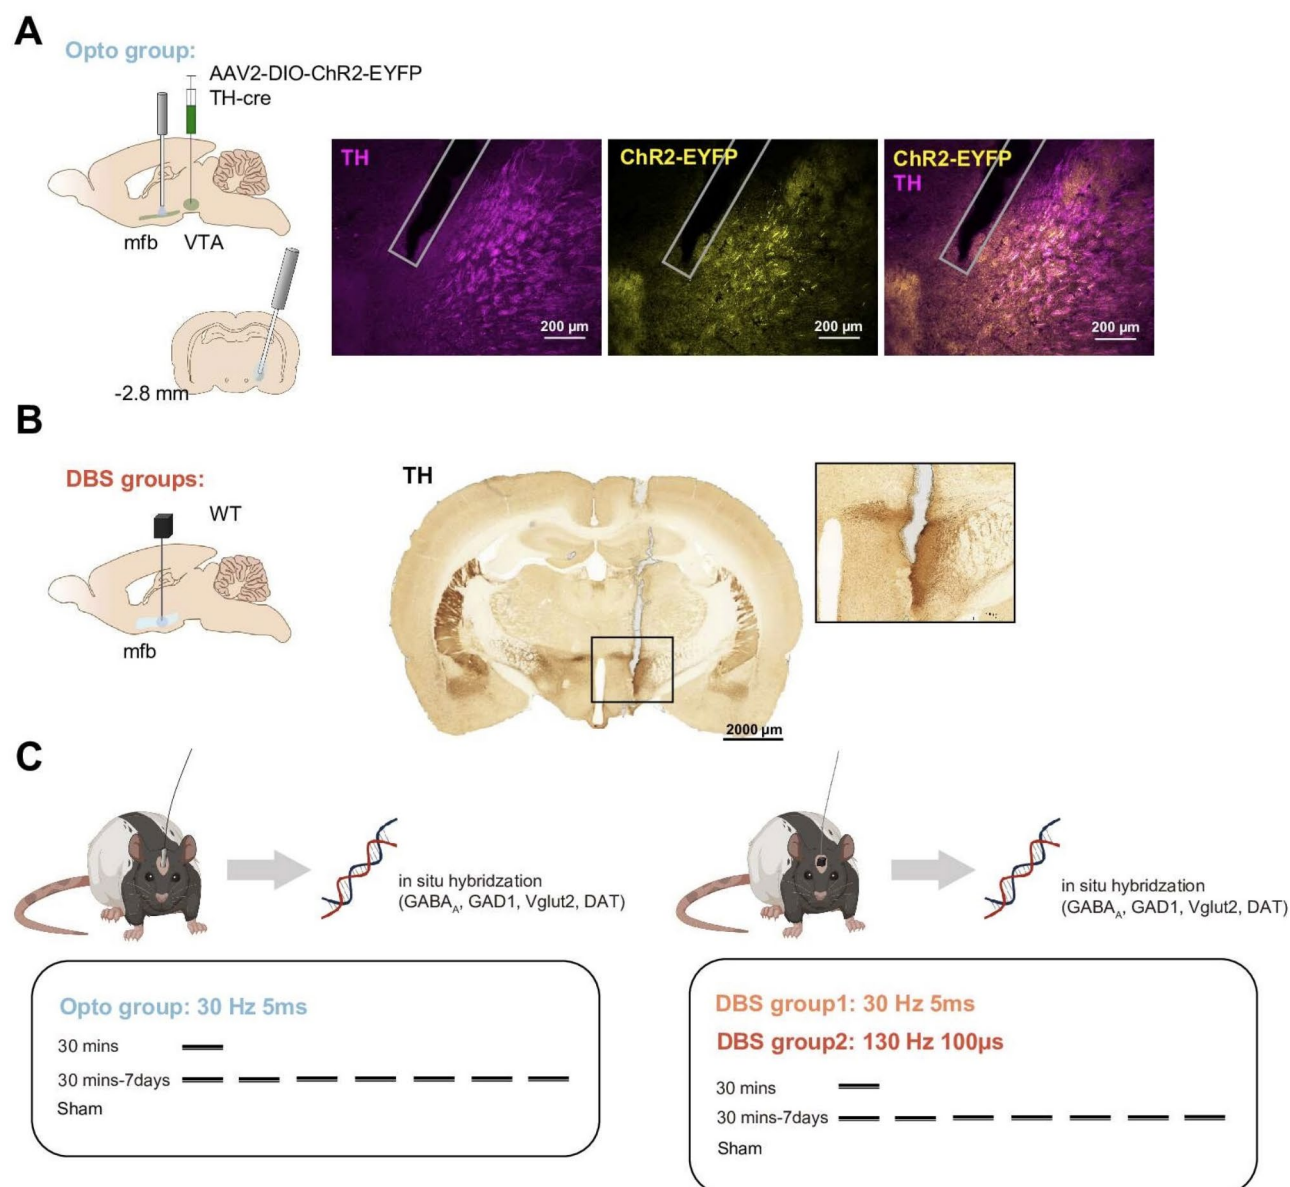 A
Opto group:
AAV2-DIO-ChR2-EYFP
TH-cre
mfb
VTA
-2.8 mm
TH
200 µm
ChR2-EYFP
200 µm
ChR2-EYFP
TH
200 µm
B
DBS groups:
WT
mfb
TH
2000 µm
C
in situ hybridzation
(GABA_A, GAD1, Vglut2, DAT)
in situ hybridzation
(GABA_A, GAD1, Vglut2, DAT)
Opto group: 30 Hz 5ms
30 mins
30 mins-7days
Sham
DBS group1: 30 Hz 5ms
DBS group2: 130 Hz 100µs
30 mins
30 mins-7days
Sham